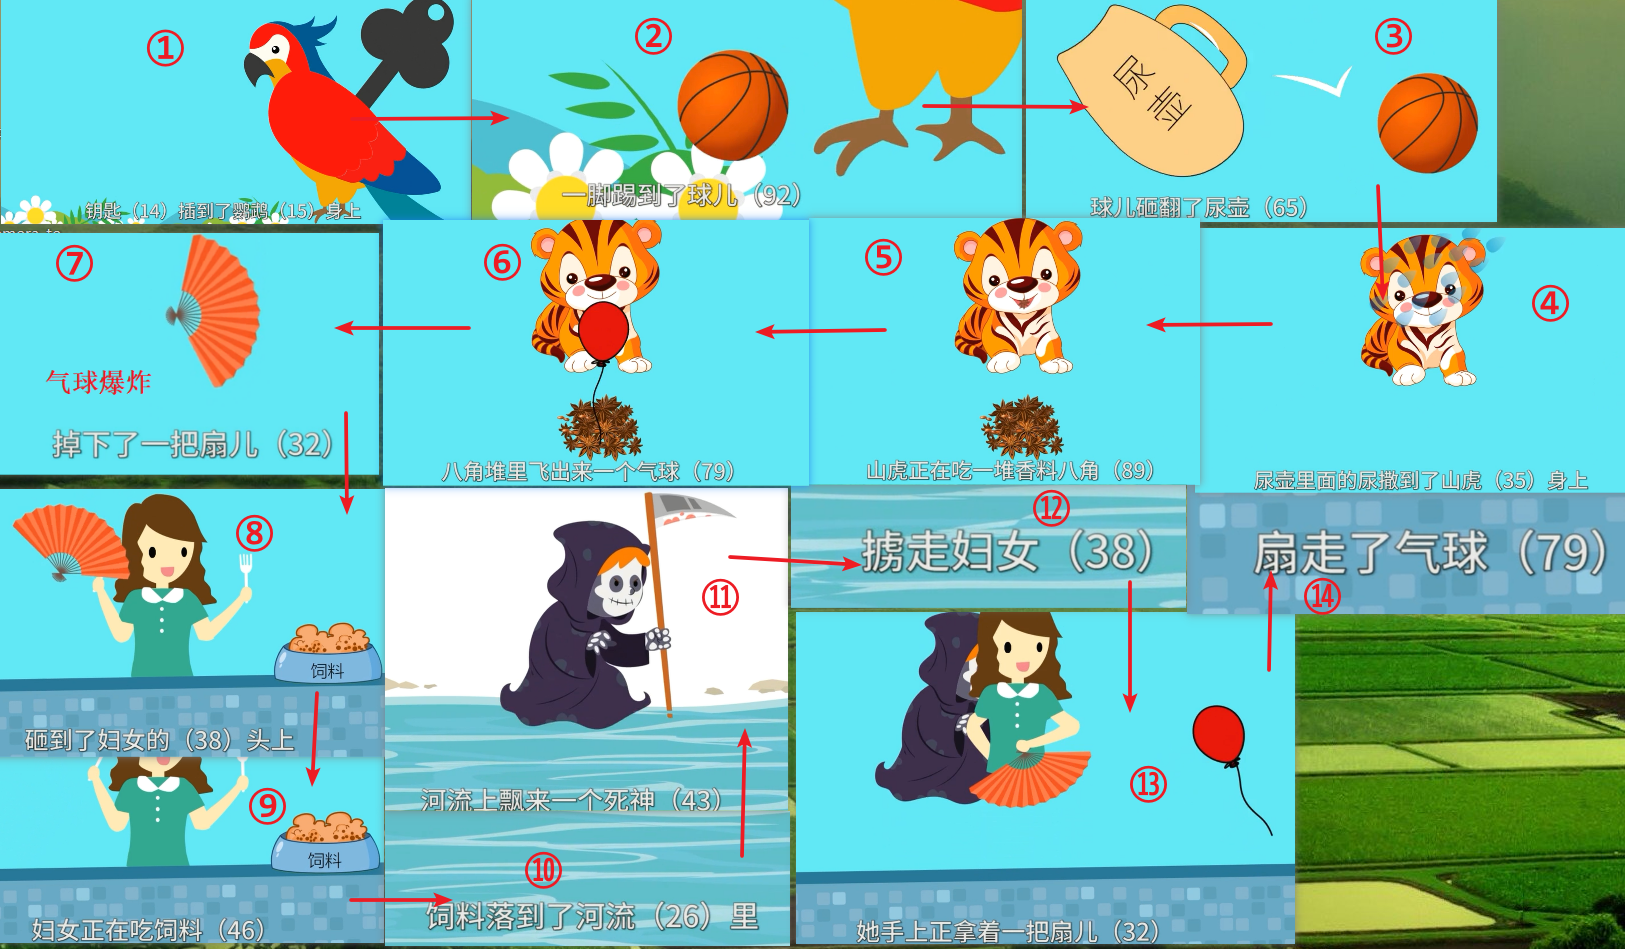 ①
钥匙（14）插到了鹦鹉（15）身上
②
一脚踢到了球儿（92）
③
尿壶
球儿砸翻了尿壶（65）
④
尿壶里面的尿撒到了山虎（35）身上
⑤
山虎正在吃一堆香料八角（89）
⑥
八角堆里飞出来一个气球（79）
⑦
气球爆炸
掉下了一把扇儿（32）
⑧
饲料
砸到了妇女的（38）头上
⑨
饲料
妇女正在吃饲料（46）
⑩
饲料落到了河流（26）里
⑪
河流上飘来一个死神（43）
⑫
掳走妇女（38）
⑬
她手上正拿着一把扇儿（32）
扇走了气球（79）
⑭